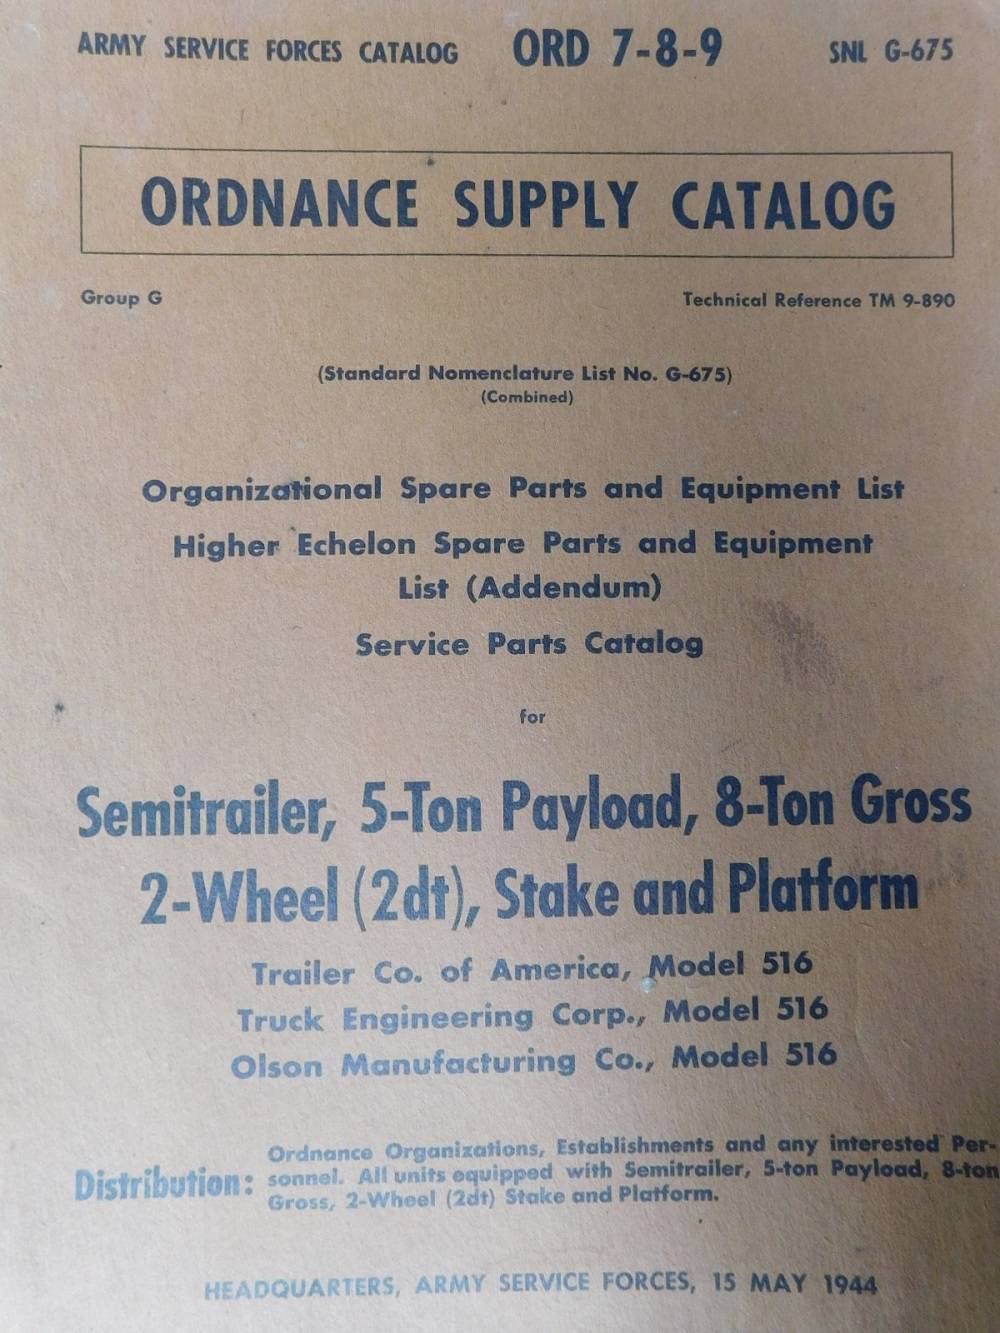 ARMY SERVICE FORCES CATALOG ORD 7-8-9 SNL G-675
ORDNANCE SUPPLY CATALOG
Group G Technical Reference TM 9-890
(Standard Nomenclature List No. G-675)
(Combined)
Organizational Spare Parts and Equipment List
Higher Echelon Spare Parts and Equipment
List (Addendum)
Service Parts Catalog
for
Semitrailer, 5-Ton Payload, 8-Ton Gross
2-Wheel (2dt), Stake and Platform
Trailer Co. of America, Model 516
Truck Engineering Corp., Model 516
Olson Manufacturing Co., Model 516
Distribution: Ordnance Organizations, Establishments and any interested Per-
sonnel. All units equipped with Semitrailer, 5-ton Payload, 8-ton
Gross, 2-Wheel (2dt) Stake and Platform.
HEADQUARTERS, ARMY SERVICE FORCES, 15 MAY 1944